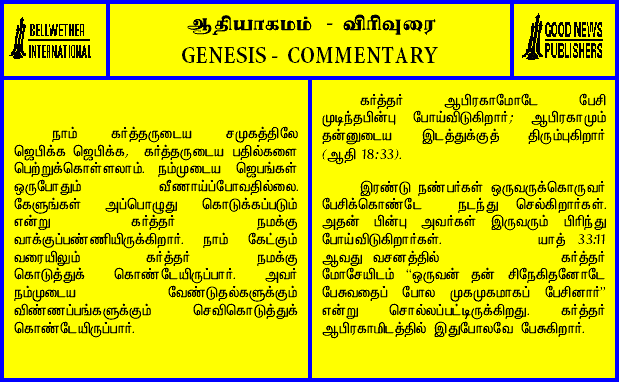 BELLWETHER
INTERNATIONAL
ஆதியாகமம் - விரிவுரை
GENESIS - COMMENTARY
GOOD NEWS
PUBLISHERS
நாம் கர்த்தருடைய சமுகத்திலே
ஜெபிக்க ஜெபிக்க, கர்த்தருடைய பதில்களை
பெற்றுக்கொள்ளலாம். நம்முடைய ஜெபங்கள்
ஒருபோதும் வீணாய்ப்போவதில்லை.
கேளுங்கள் அப்பொழுது கொடுக்கப்படும்
என்று கர்த்தர் நமக்கு
வாக்குப்பண்ணியிருக்கிறார். நாம் கேட்கும்
வரையிலும் கர்த்தர் நமக்கு
கொடுத்துக் கொண்டேயிருப்பார். அவர்
நம்முடைய வேண்டுதல்களுக்கும்
விண்ணப்பங்களுக்கும் செவிகொடுத்துக்
கொண்டேயிருப்பார்.
கர்த்தர் ஆபிரகாமோடே பேசி
முடிந்தபின்பு போய்விடுகிறார்; ஆபிரகாமும்
தன்னுடைய இடத்துக்குத் திரும்புகிறார்
(ஆதி 18:33).
இரண்டு நண்பர்கள் ஒருவருக்கொருவர்
பேசிக்கொண்டே நடந்து செல்கிறார்கள்.
அதன் பின்பு அவர்கள் இருவரும் பிரிந்து
போய்விடுகிறார்கள். யாத் 33:11
ஆவது வசனத்தில் கர்த்தர்
மோசேயிடம் “ஒருவன் தன் சிநேகிதனோடே
பேசுவதைப் போல முகமுகமாகப் பேசினார்”
என்று சொல்லப்பட்டிருக்கிறது. கர்த்தர்
ஆபிரகாமிடத்தில் இதுபோலவே பேசுகிறார்.